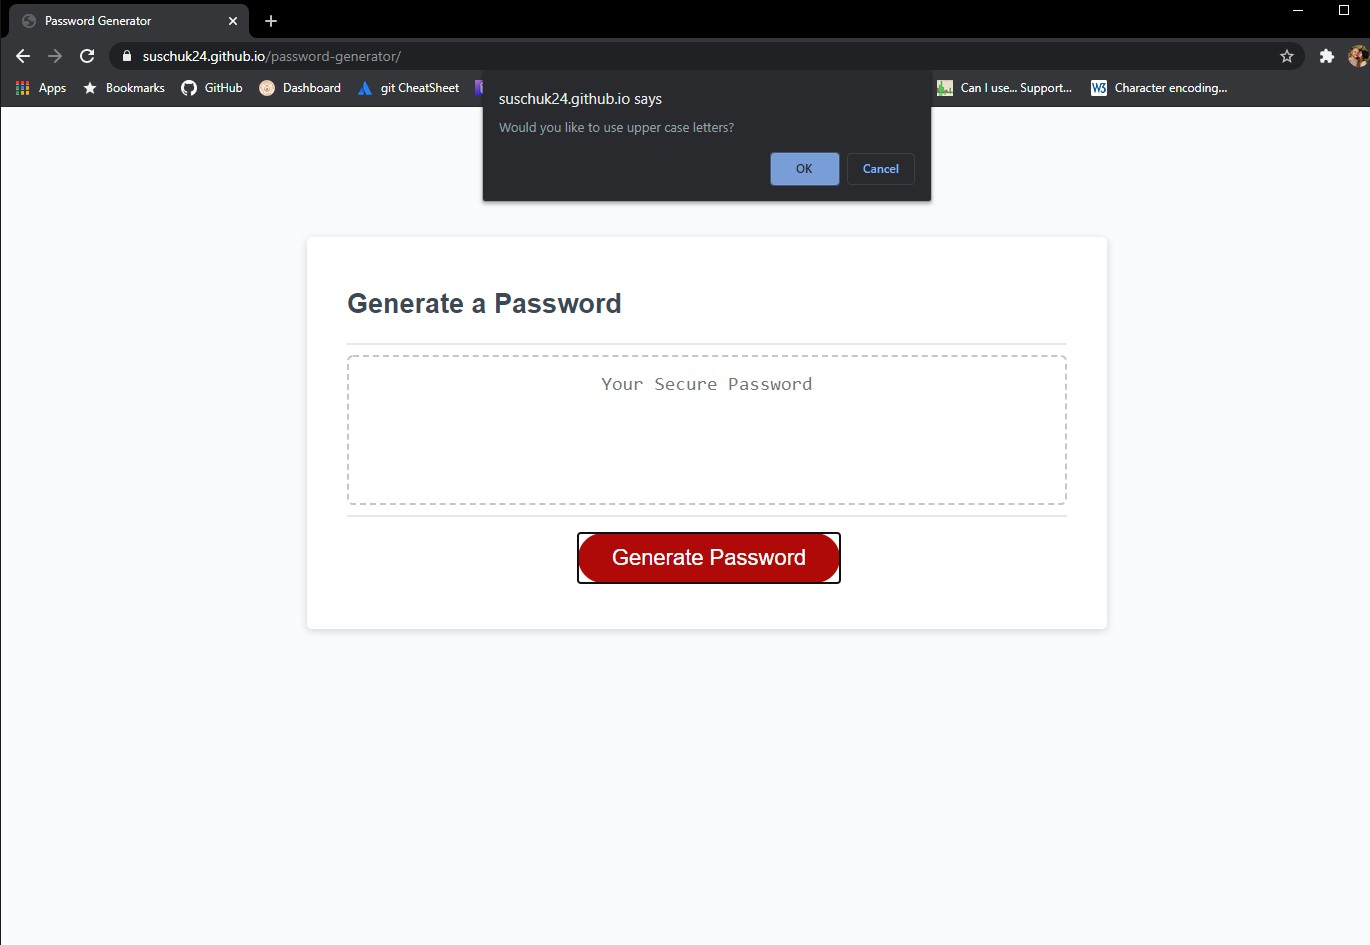 Password Generator
suschuk24.github.io/password-generator/
Apps Bookmarks GitHub Dashboard git CheatSheet Can I use... Support... W3 Character encoding...
suschuk24.github.io says
Would you like to use upper case letters?
OK Cancel
Generate a Password
Your Secure Password
Generate Password